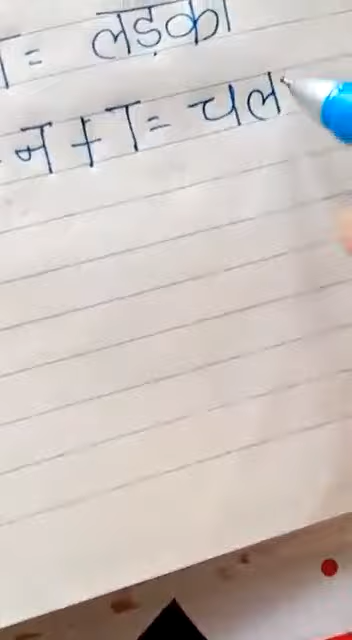 ा = लड़का
न + ा = चल